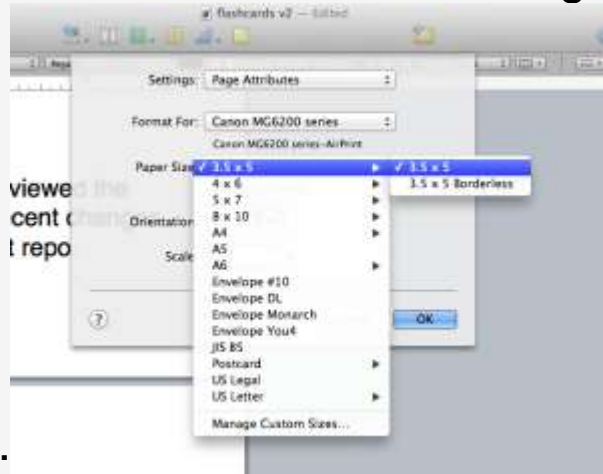 flashcards v2 — Edited
Settings: Page Attributes
Format For: Canon MG6200 series
Canon MG6200 series-AirPrint
Paper Size ✓ 3.5 x 5 ✓ 3.5 x 5
4 x 6 3.5 x 5 Borderless
viewed the
5 x 7
cent changes
8 x 10
Orientation
A4
t repo
A5
Scale
A6
Envelope #10
Envelope DL
Envelope Monarch
? OK
Envelope You4
JIS B5
Postcard
US Legal
US Letter
Manage Custom Sizes...
.